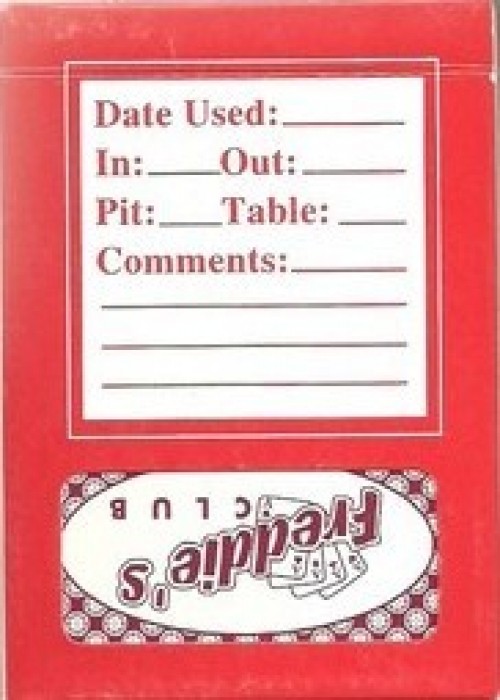 Date Used:
In: Out:
Pit: Table:
Comments:
Freddie's
CLUB